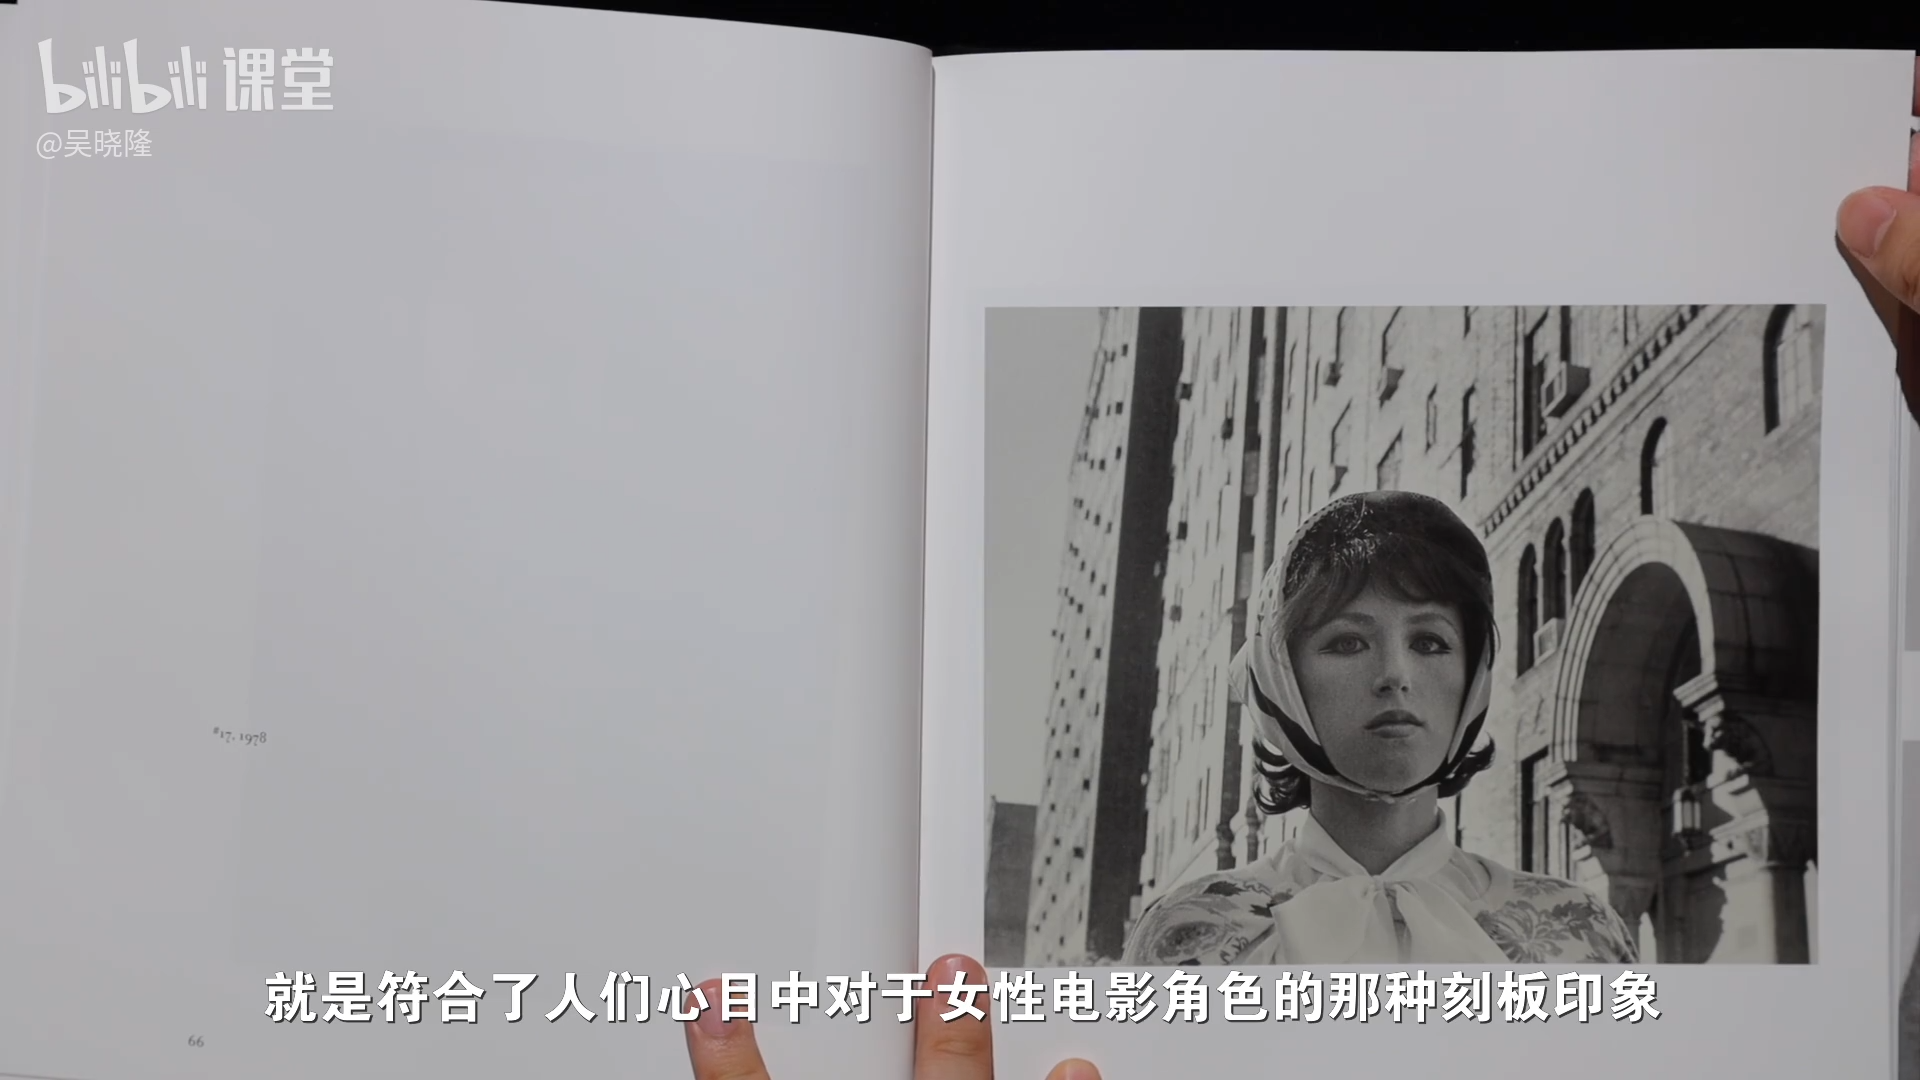 bilibili 课堂
@吴晓隆
#17, 1978
就是符合了人们心目中对于女性电影角色的那种刻板印象
66